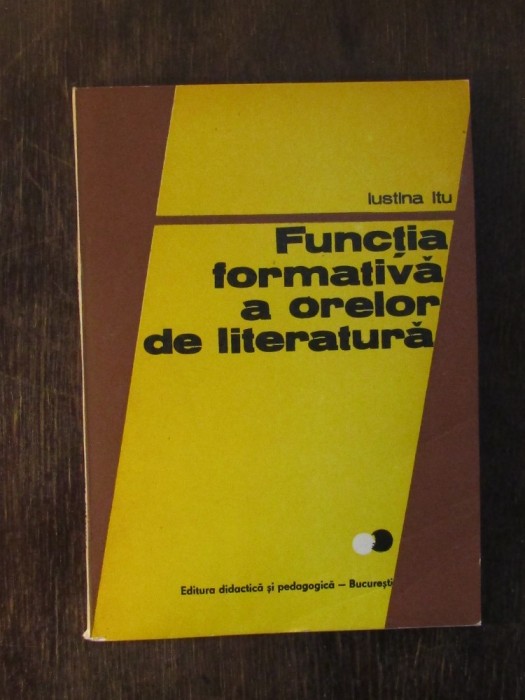 Iustina Itu
Funcția
formativă
a orelor
de literatură
Editura didactică și pedagogică – București